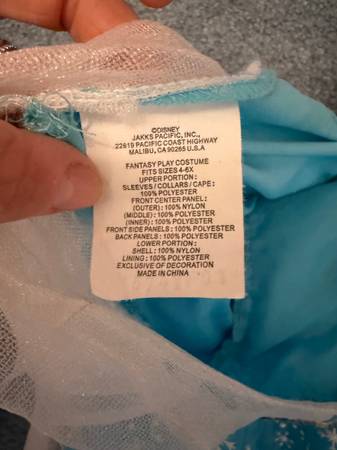 ©DISNEY
JAKKS PACIFIC, INC.,
22619 PACIFIC COAST HIGHWAY
MALIBU, CA 90265 U.S.A
FANTASY PLAY COSTUME
FITS SIZES 4-6X
UPPER PORTION:
SLEEVES / COLLARS / CAPE:
100% POLYESTER
FRONT CENTER PANEL:
(OUTER): 100% NYLON
(MIDDLE): 100% POLYESTER
(INNER): 100% POLYESTER
FRONT SIDE PANELS: 100% POLYESTER
BACK PANELS: 100% POLYESTER
LOWER PORTION:
SHELL: 100% NYLON
LINING: 100% POLYESTER
EXCLUSIVE OF DECORATION
MADE IN CHINA